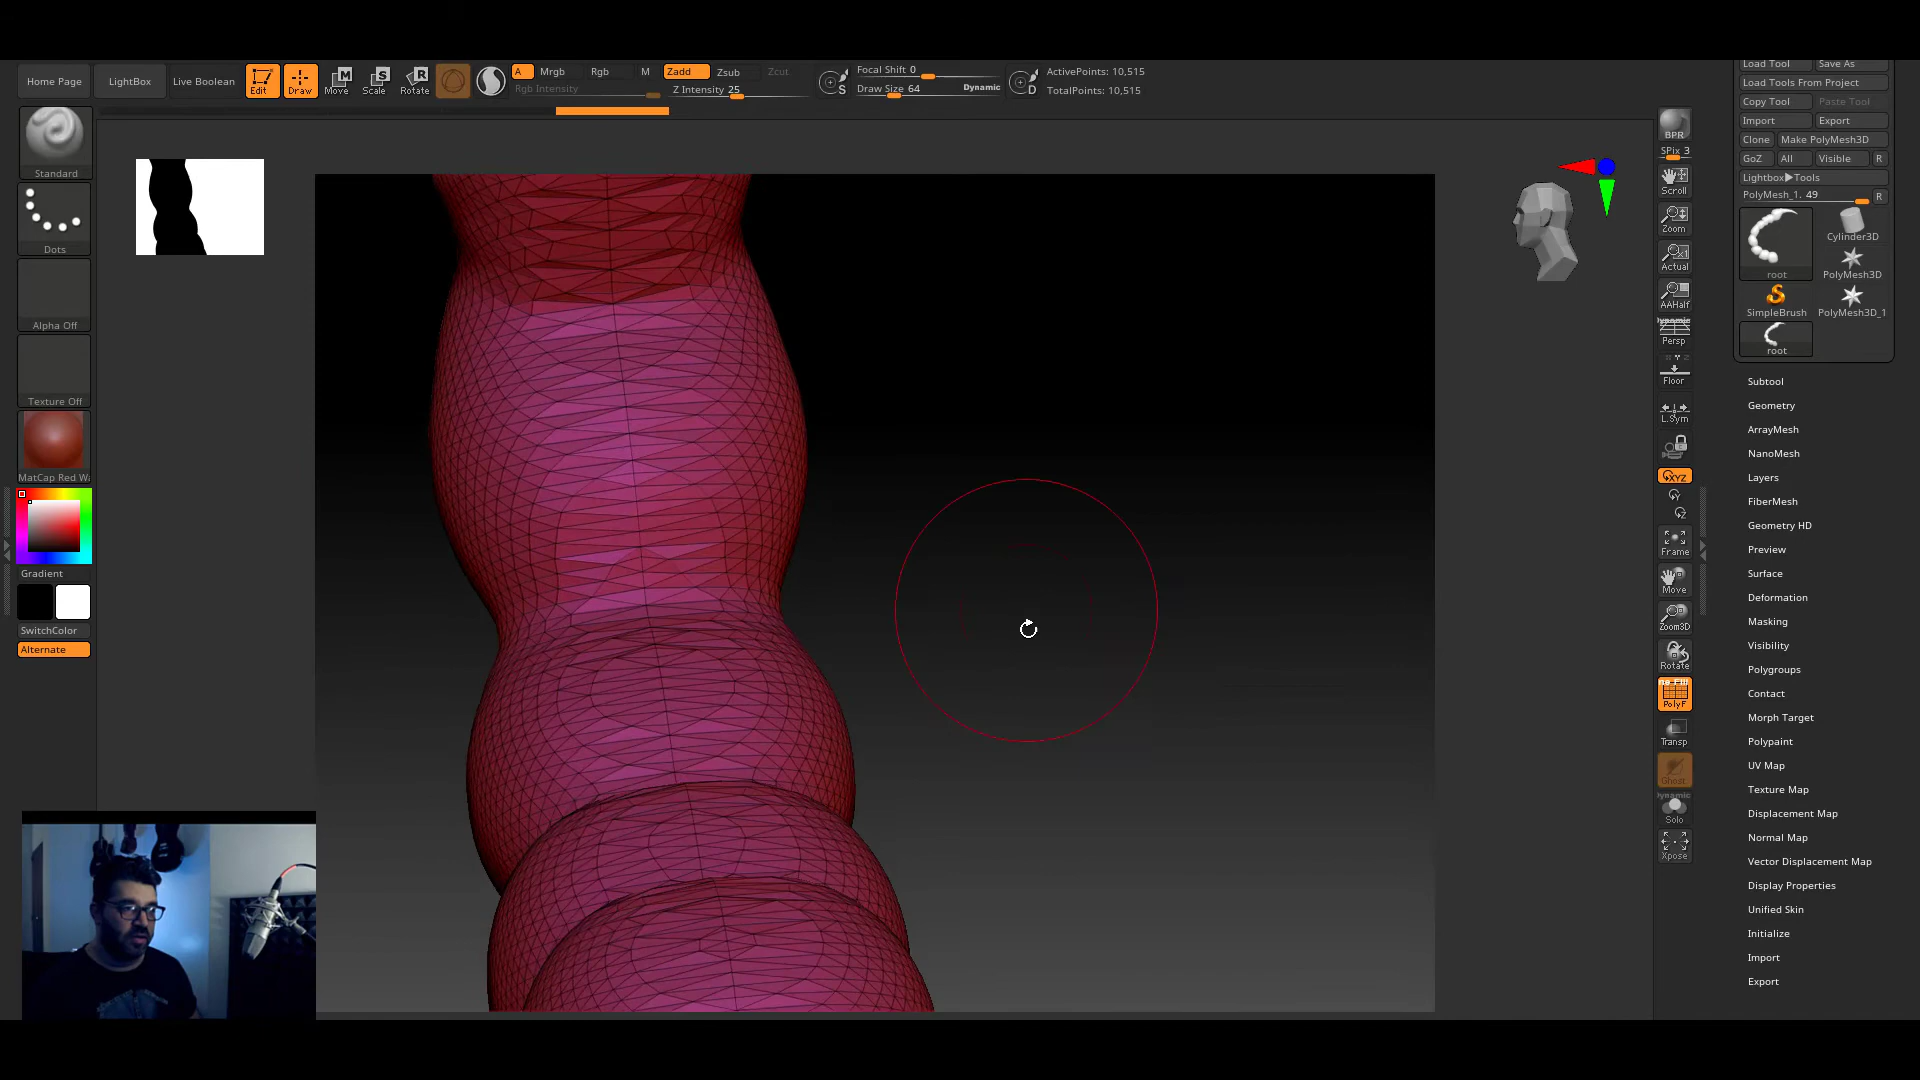 Home Page
LightBox
Live Boolean
Edit
Draw
Move
Scale
Rotate
A
Mrgb
Rgb
M
Rgb Intensity
Zadd
Zsub
Zcut
Z Intensity 25
S
Focal Shift 0
Draw Size 64
Dynamic
D
ActivePoints: 10,515
TotalPoints: 10,515
Standard
Dots
Alpha Off
Texture Off
MatCap Red W
Gradient
SwitchColor
Alternate
BPR
SPix 3
Scroll
Zoom
Actual
AAHalf
Dynamic
Persp
Floor
L.Sym
XYZ
Y
Z
Frame
Move
Zoom3D
Rotate
PolyF
Transp
Ghost
Dynamic
Solo
Xpose
Load Tool
Save As
Load Tools From Project
Copy Tool
Paste Tool
Import
Export
Clone
Make PolyMesh3D
GoZ
All
Visible
R
Lightbox▶Tools
PolyMesh_1. 49
R
root
Cylinder3D
PolyMesh3D
SimpleBrush
PolyMesh3D_1
root
Subtool
Geometry
ArrayMesh
NanoMesh
Layers
FiberMesh
Geometry HD
Preview
Surface
Deformation
Masking
Visibility
Polygroups
Contact
Morph Target
Polypaint
UV Map
Texture Map
Displacement Map
Normal Map
Vector Displacement Map
Display Properties
Unified Skin
Initialize
Import
Export